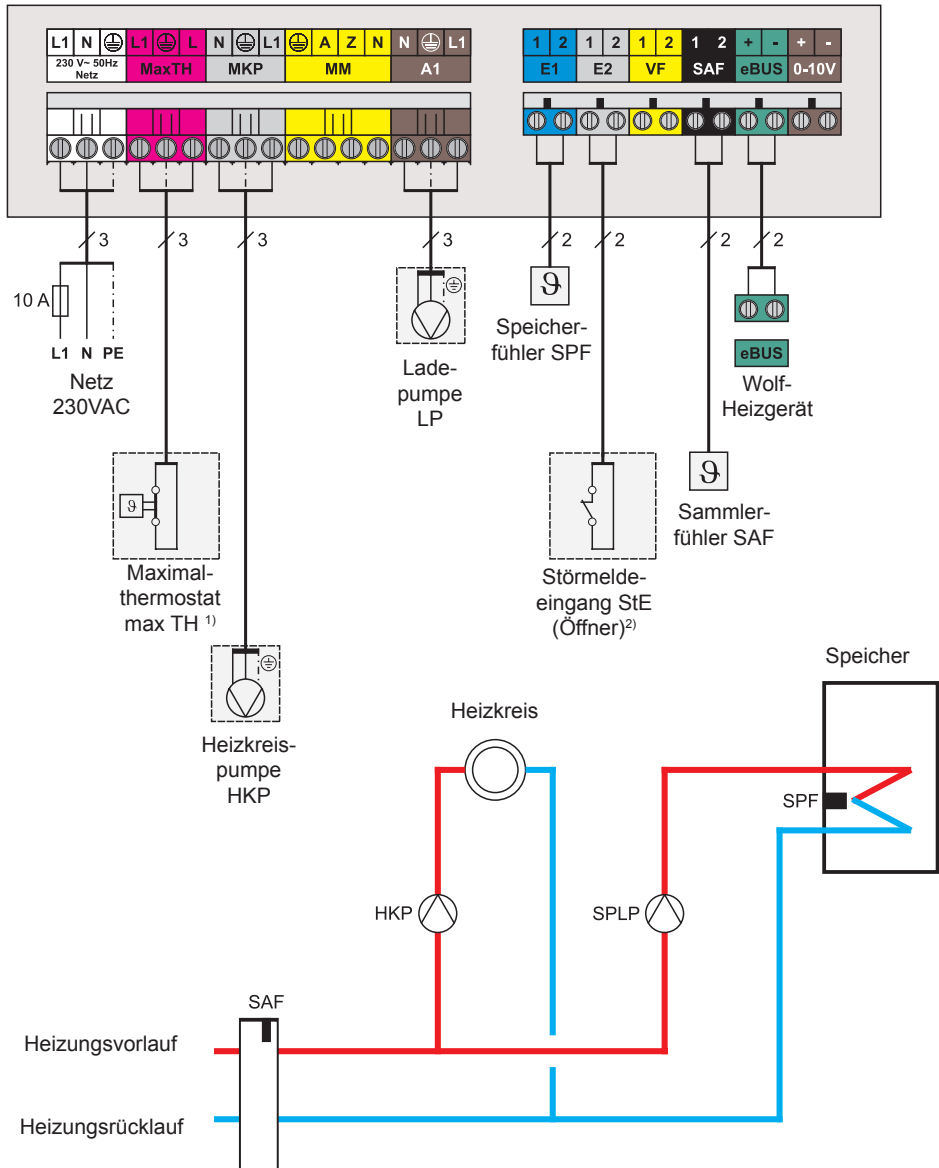 L1 N L1 L N L1 A Z N N L1 1 2 1 2 1 2 1 2 + - + -
230 V~ 50Hz
Netz
MaxTH MKP MM A1 E1 E2 VF SAF eBUS 0-10V
3 3 3 3 2 2 2 2
10 A
L1 N PE
Netz
230VAC
Maximal-
thermostat
max TH 1)
Heizkreis-
pumpe
HKP
Lade-
pumpe
LP
ϑ
Speicher-
fühler SPF
ϑ
Störmelde-
eingang StE
(Öffner)2)
ϑ
Sammler-
fühler SAF
eBUS
Wolf-
Heizgerät
Speicher
Heizkreis
SPF
HKP
SPLP
SAF
Heizungsvorlauf
Heizungsrücklauf